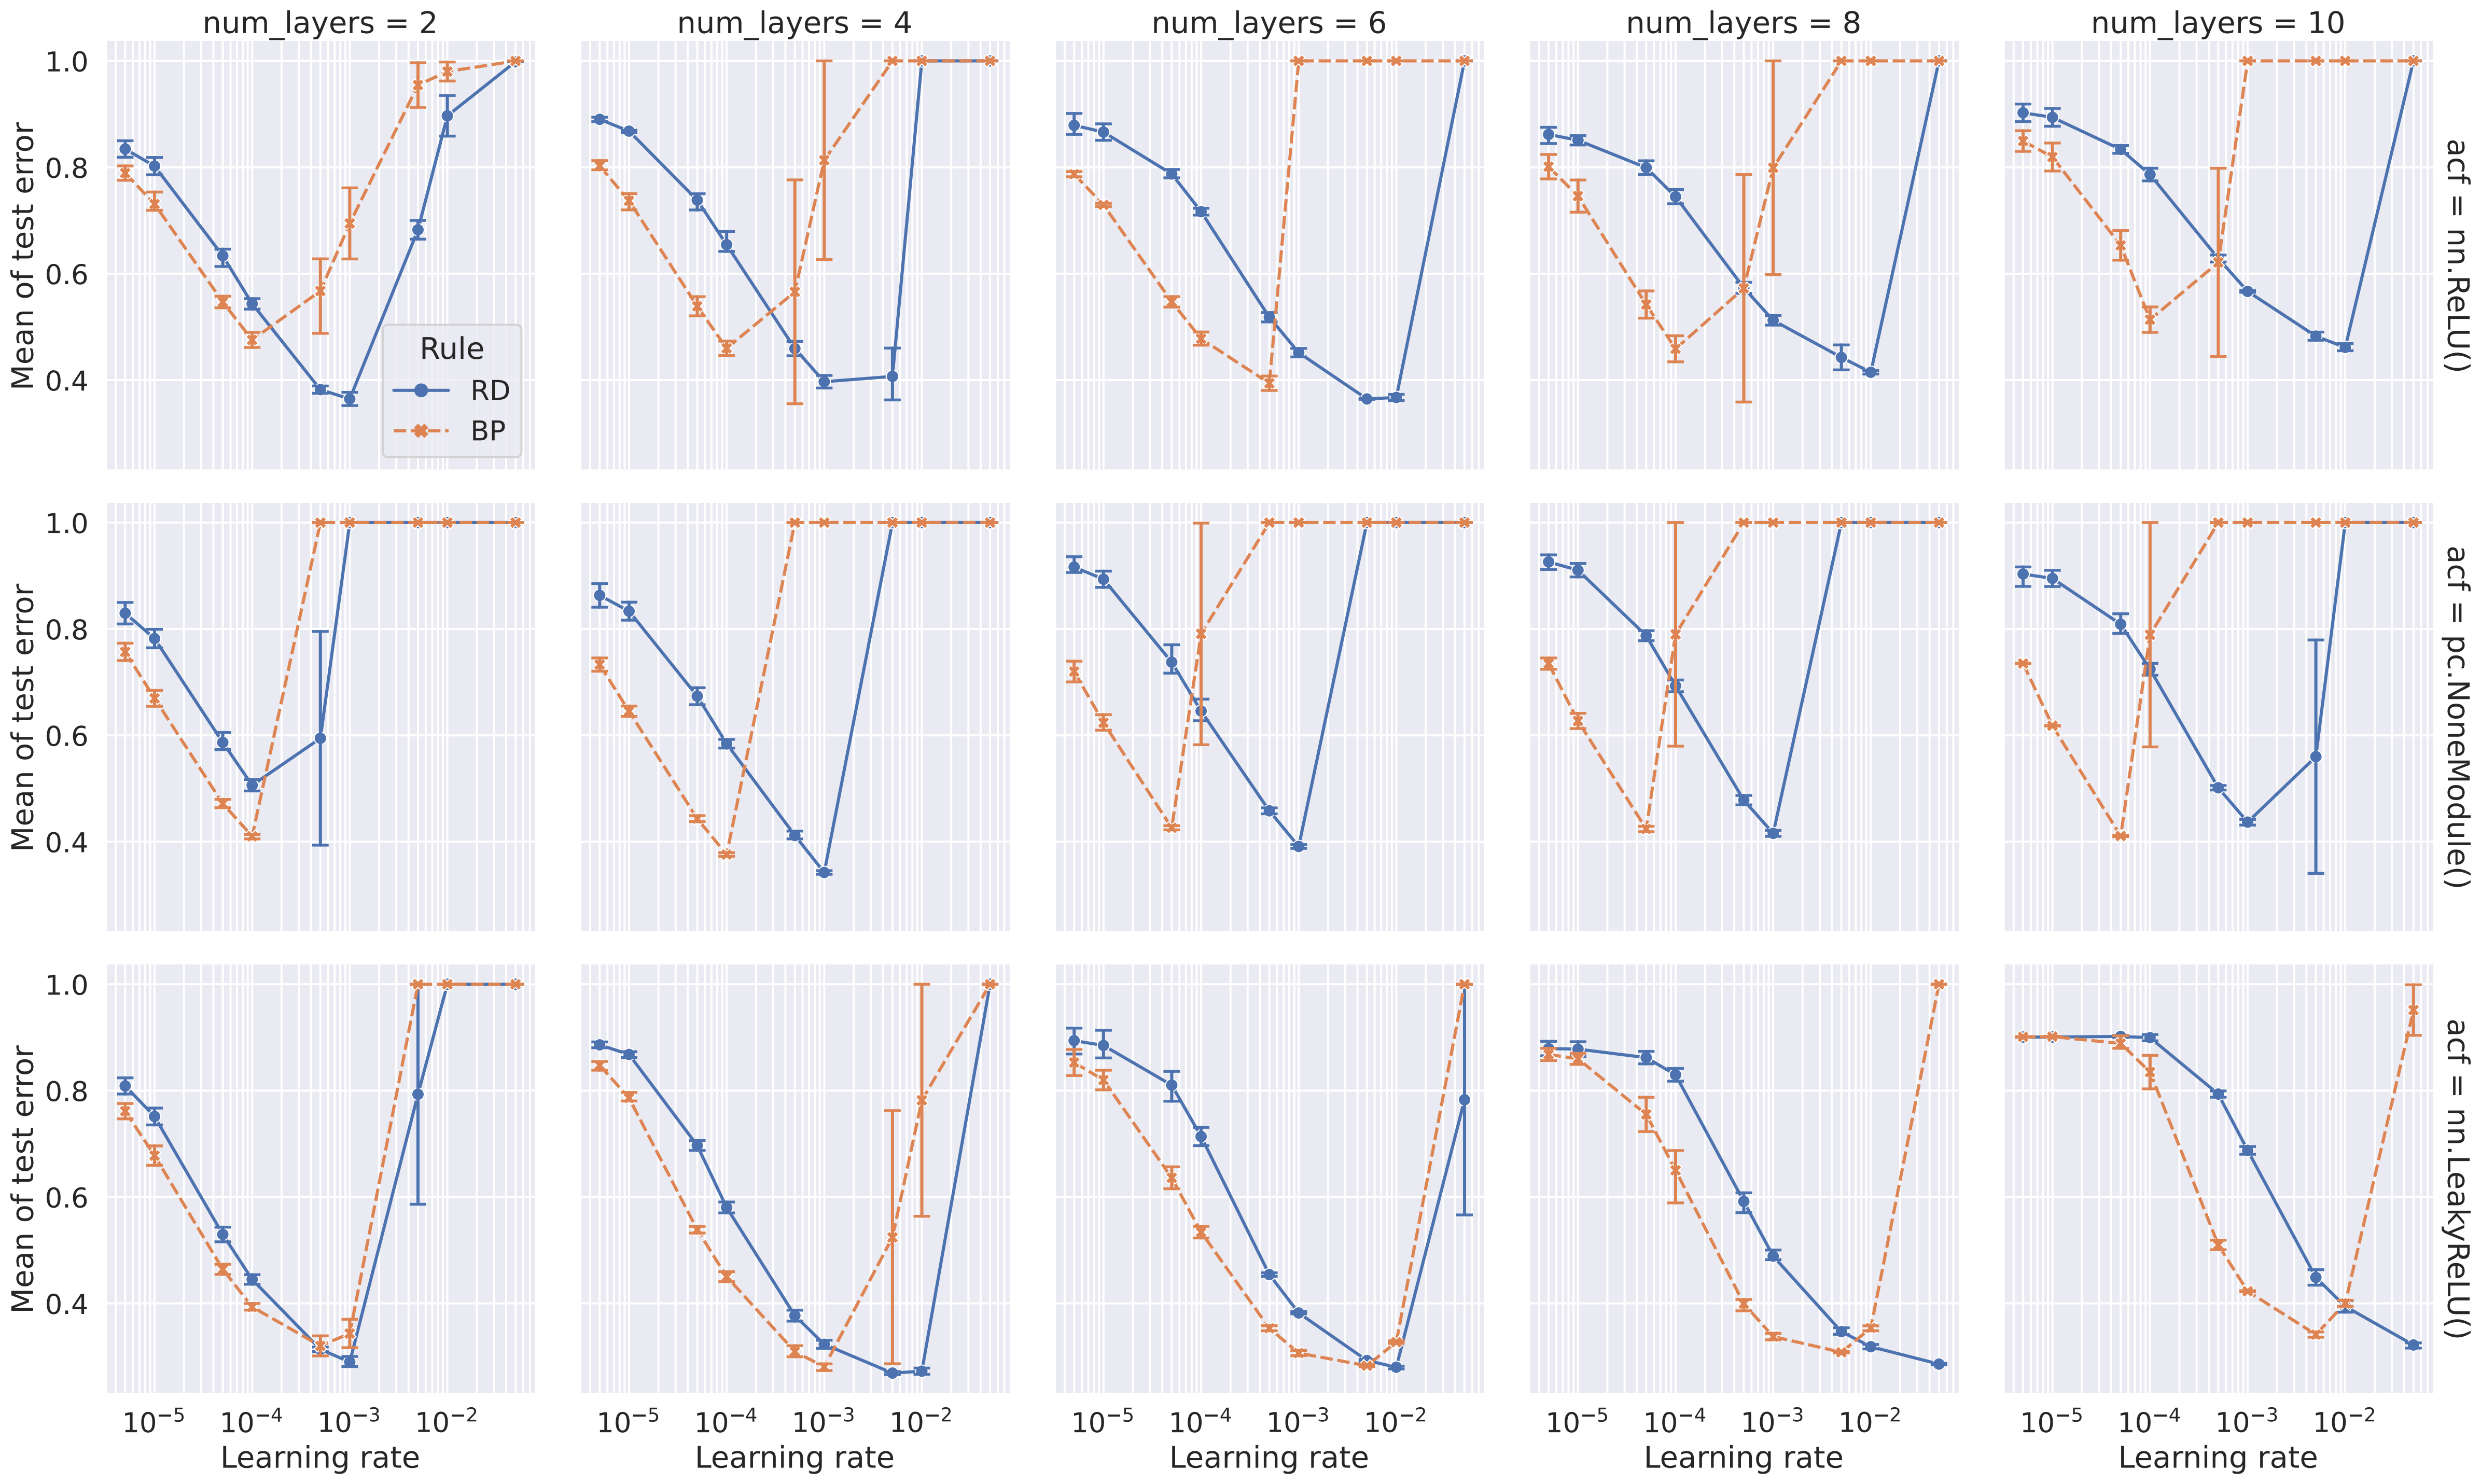 num_layers = 2
num_layers = 4
num_layers = 6
num_layers = 8
num_layers = 10
1.0
0.8
0.6
0.4
Mean of test error
Rule
RD
BP
acf = nn.ReLU()
1.0
0.8
0.6
0.4
Mean of test error
acf = pc.NoneModule()
1.0
0.8
0.6
0.4
Mean of test error
acf = nn.LeakyReLU()
10⁻⁵ 10⁻⁴ 10⁻³ 10⁻²
10⁻⁵ 10⁻⁴ 10⁻³ 10⁻²
10⁻⁵ 10⁻⁴ 10⁻³ 10⁻²
10⁻⁵ 10⁻⁴ 10⁻³ 10⁻²
10⁻⁵ 10⁻⁴ 10⁻³ 10⁻²
Learning rate
Learning rate
Learning rate
Learning rate
Learning rate